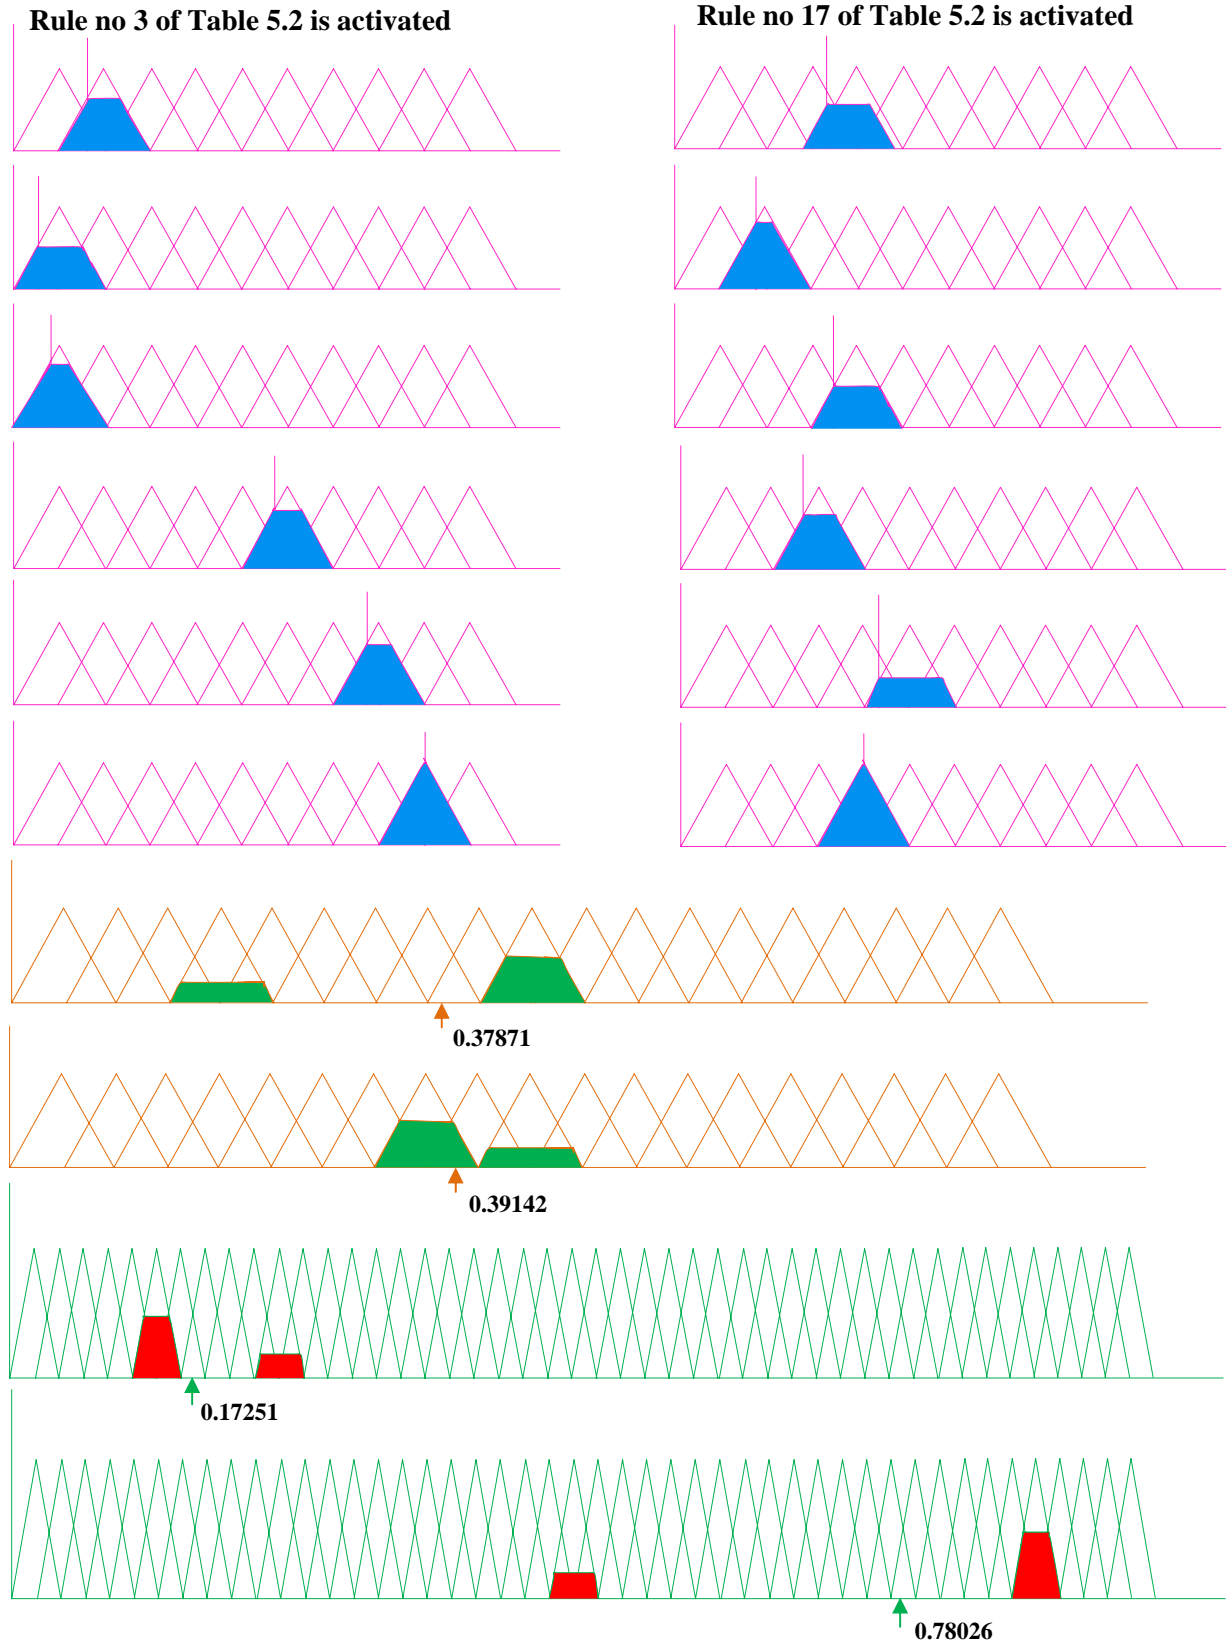 Rule no 3 of Table 5.2 is activated
Rule no 17 of Table 5.2 is activated
0.37871
0.39142
0.17251
0.78026